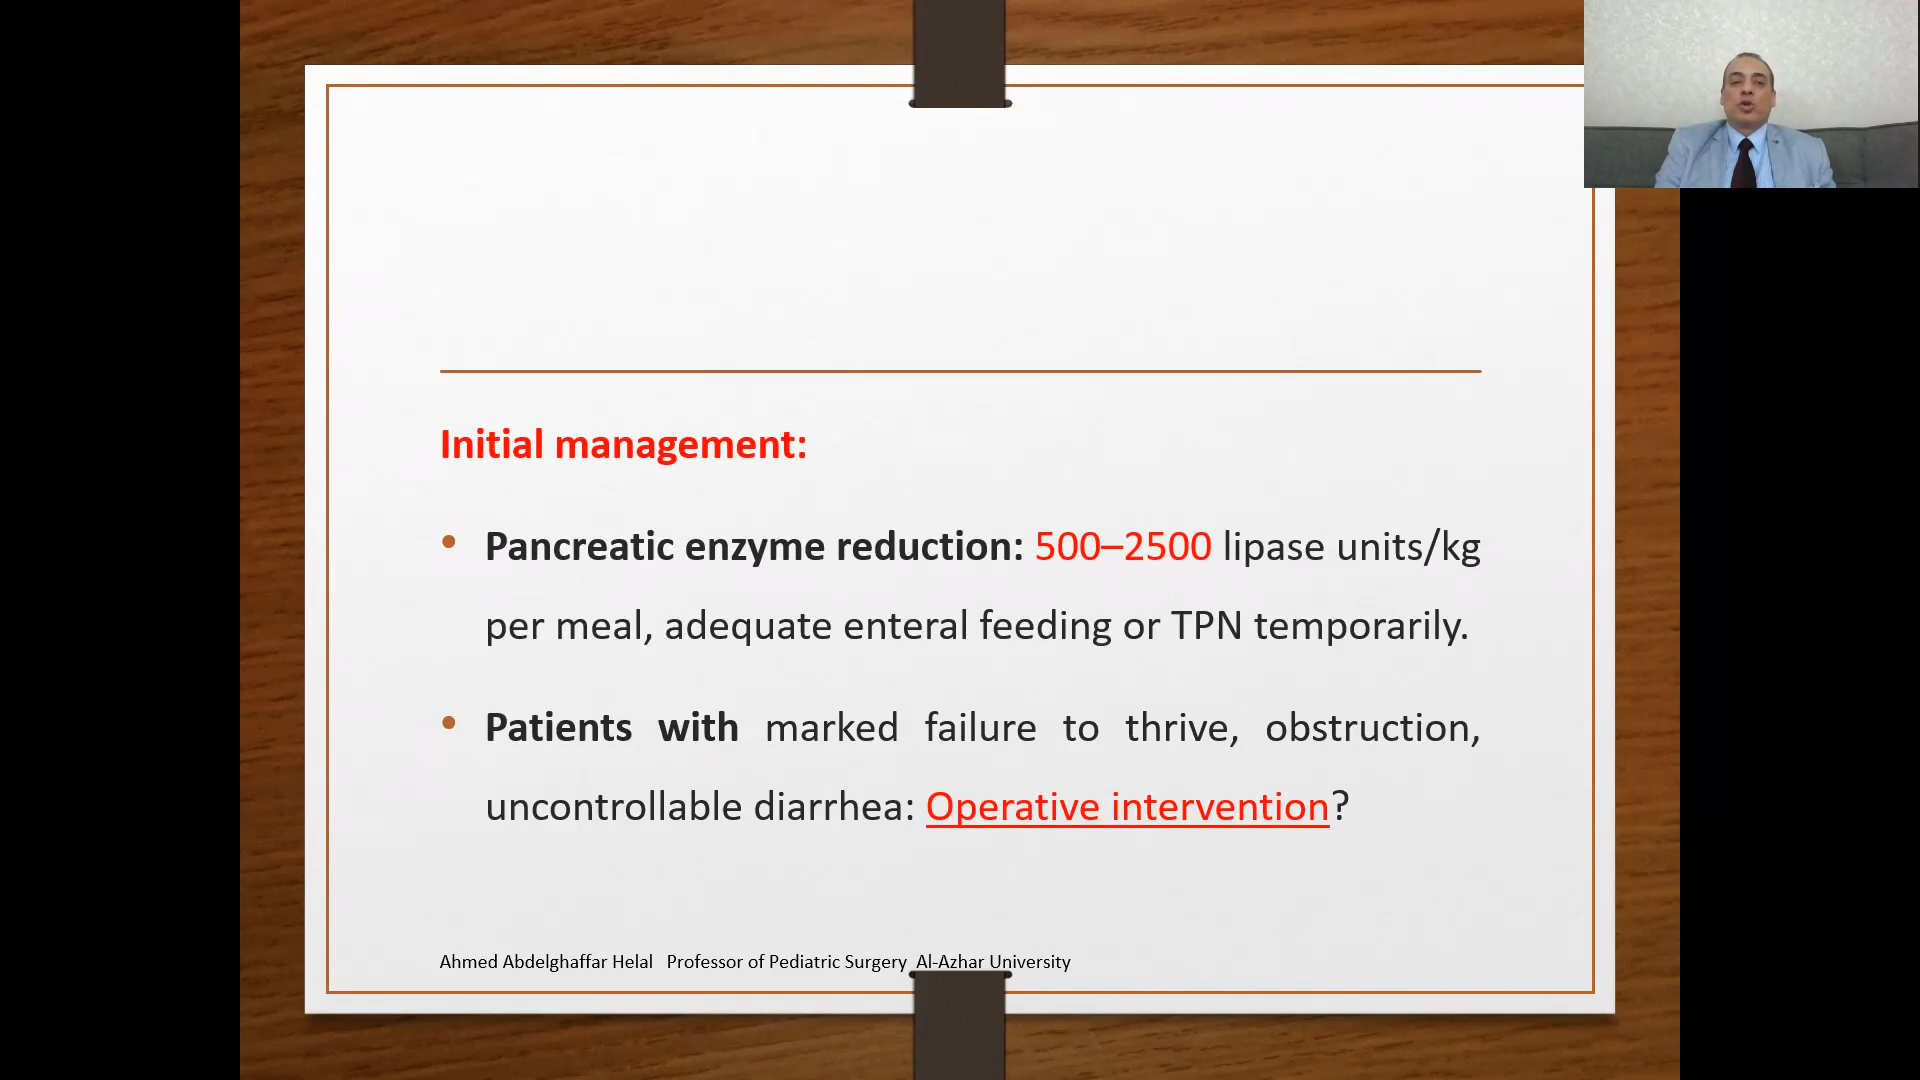 Initial management:
• Pancreatic enzyme reduction: 500–2500 lipase units/kg
per meal, adequate enteral feeding or TPN temporarily.
• Patients with marked failure to thrive, obstruction,
uncontrollable diarrhea: Operative intervention?
Ahmed Abdelghaffar Helal Professor of Pediatric Surgery Al-Azhar University